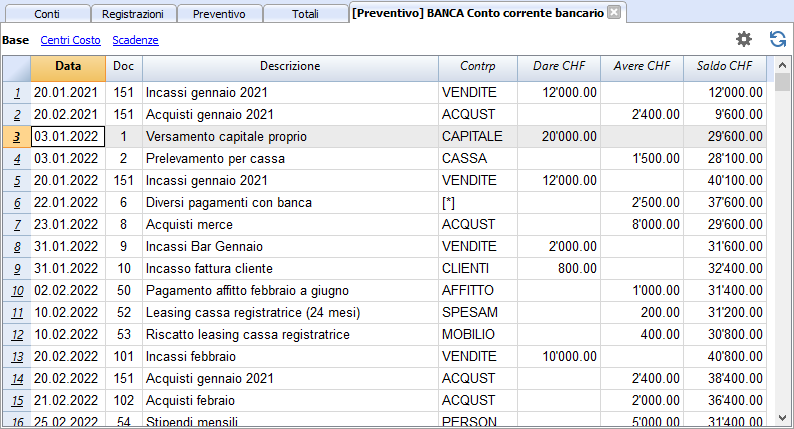 Conti Registrazioni Preventivo Totali [Preventivo] BANCA Conto corrente bancario
Base Centri Costo Scadenze
Data Doc Descrizione Contrp Dare CHF Avere CHF Saldo CHF
1 20.01.2021 151 Incassi gennaio 2021 VENDITE 12'000.00 12'000.00
2 20.02.2021 151 Acquisti gennaio 2021 ACQUST 2'400.00 9'600.00
3 03.01.2022 1 Versamento capitale proprio CAPITALE 20'000.00 29'600.00
4 03.01.2022 2 Prelevamento per cassa CASSA 1'500.00 28'100.00
5 20.01.2022 151 Incassi gennaio 2021 VENDITE 12'000.00 40'100.00
6 22.01.2022 6 Diversi pagamenti con banca [*] 2'500.00 37'600.00
7 23.01.2022 8 Acquisti merce ACQUST 8'000.00 29'600.00
8 31.01.2022 9 Incassi Bar Gennaio VENDITE 2'000.00 31'600.00
9 31.01.2022 10 Incasso fattura cliente CLIENTI 800.00 32'400.00
10 02.02.2022 50 Pagamento affitto febbraio a giugno AFFITTO 1'000.00 31'400.00
11 10.02.2022 52 Leasing cassa registratrice (24 mesi) SPESAM 200.00 31'200.00
12 10.02.2022 53 Riscatto leasing cassa registratrice MOBILIO 400.00 30'800.00
13 20.02.2022 101 Incassi febbraio VENDITE 10'000.00 40'800.00
14 20.02.2022 151 Acquisti gennaio 2021 ACQUST 2'400.00 38'400.00
15 21.02.2022 102 Acquisti febraio ACQUST 2'000.00 36'400.00
16 25.02.2022 54 Stipendi mensili PERSON 5'000.00 31'400.00